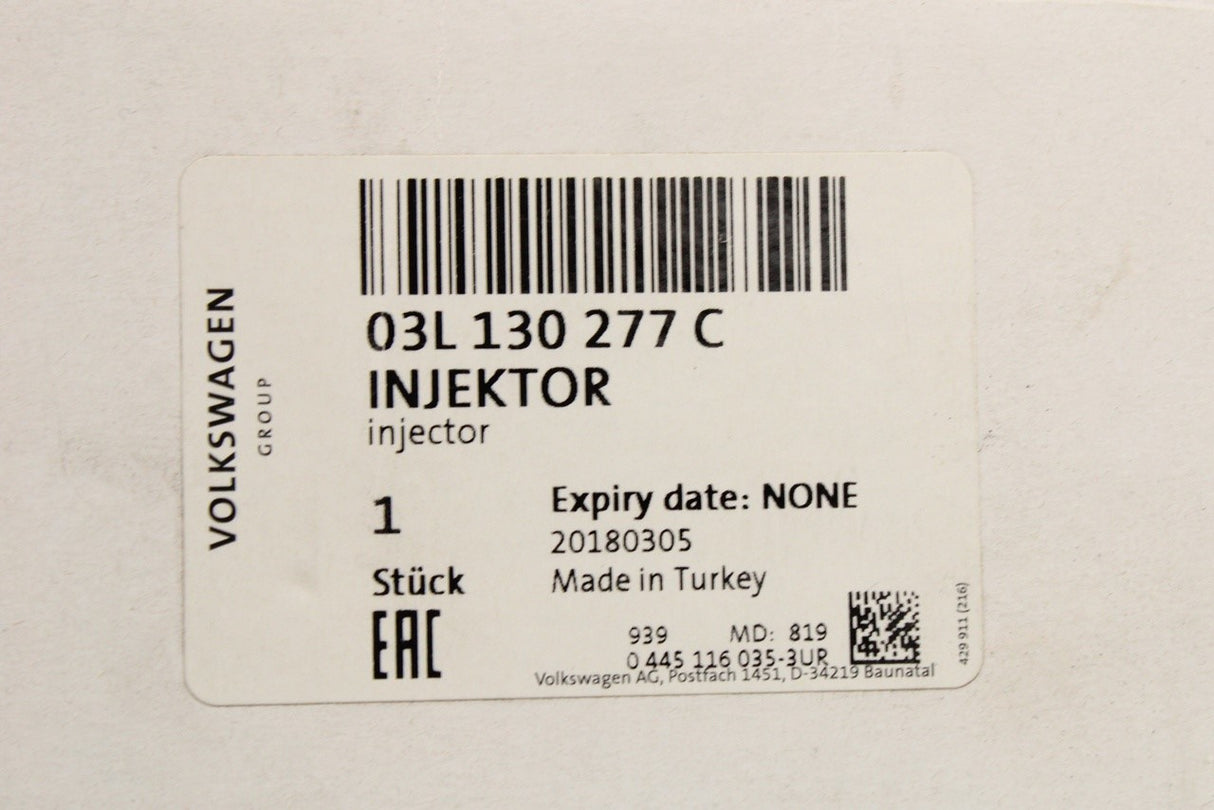 VOLKSWAGEN
GROUP
03L 130 277 C
INJEKTOR
injector
1
Stück
EAC
Expiry date: NONE
20180305
Made in Turkey
939 MD: 819
0 445 116 035-3UR
Volkswagen AG, Postfach 1451, D-34219 Baunatal
429 911 (216)